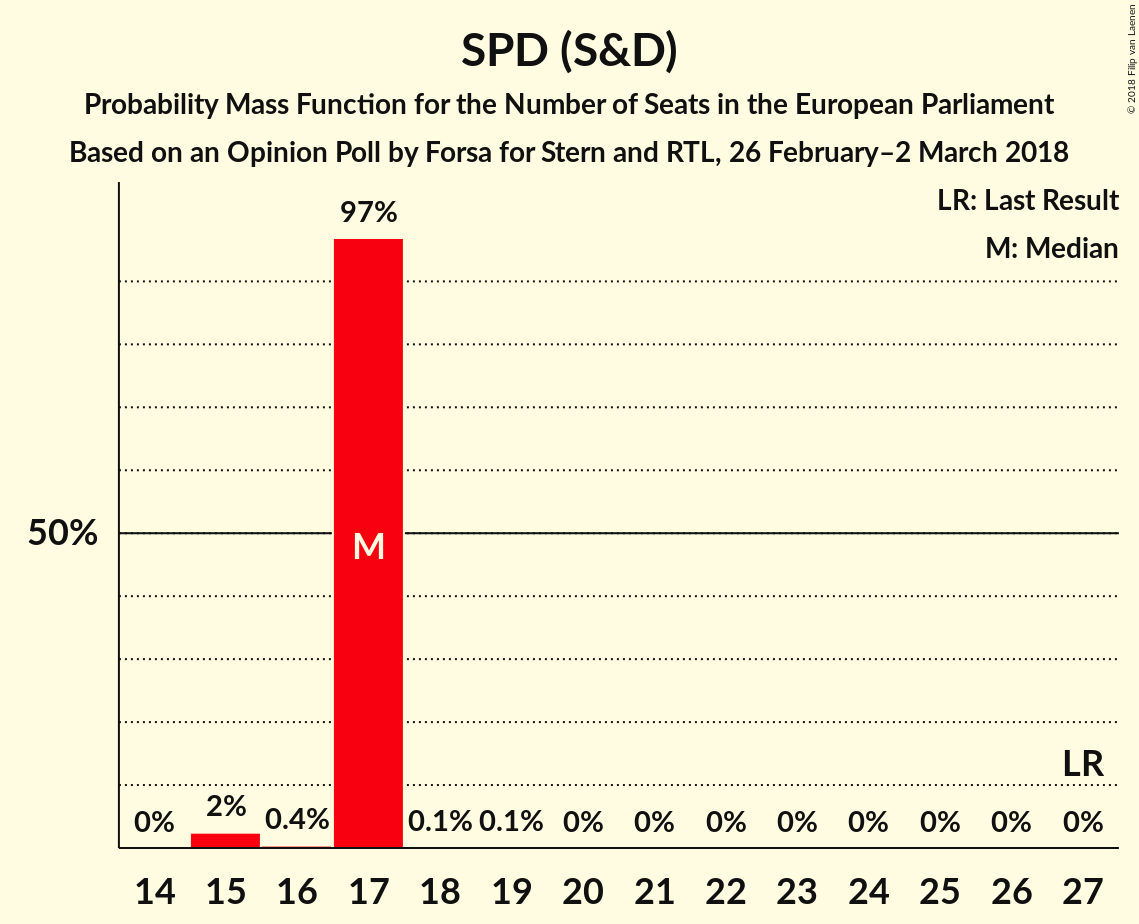 SPD (S&D)
Probability Mass Function for the Number of Seats in the European Parliament
Based on an Opinion Poll by Forsa for Stern and RTL, 26 February–2 March 2018
© 2018 Filip van Laenen
LR: Last Result
M: Median
97%
50%
M
LR
0% 2% 0.4% 0.1% 0.1% 0% 0% 0% 0% 0% 0% 0% 0%
14 15 16 17 18 19 20 21 22 23 24 25 26 27